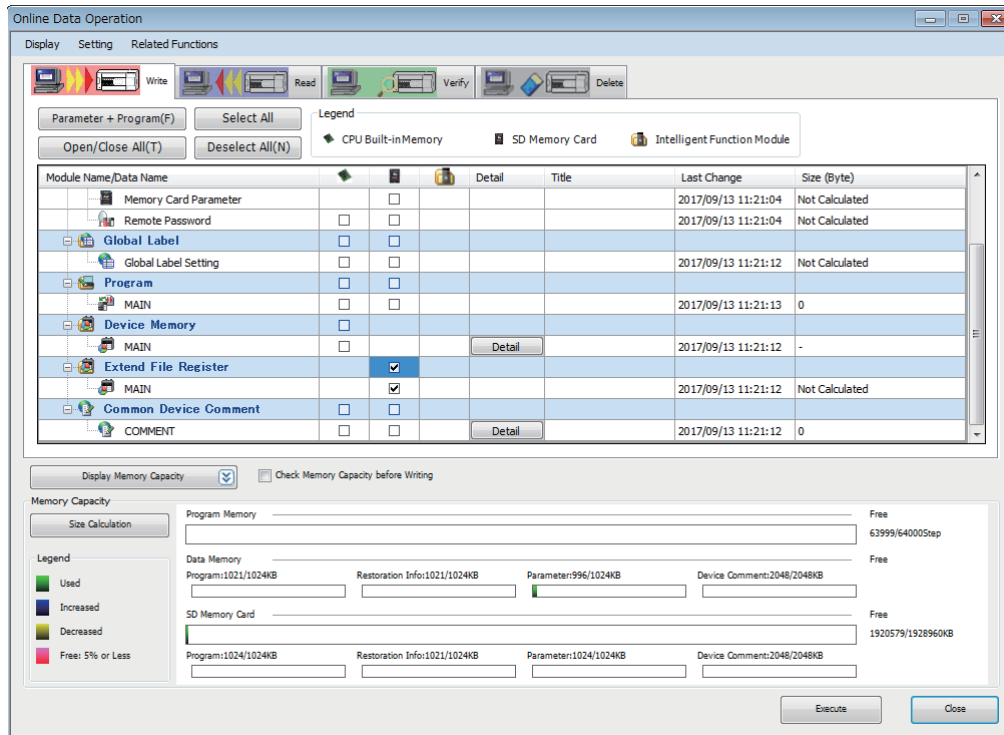 Online Data Operation
Display Setting Related Functions
Write Read Verify Delete
Parameter + Program(F) Select All Legend
CPU Built-inMemory SD Memory Card Intelligent Function Module
Open/Close All(T) Deselect All(N)
Module Name/Data Name Detail Title Last Change Size (Byte)
Memory Card Parameter 2017/09/13 11:21:04 Not Calculated
Remote Password 2017/09/13 11:21:04 Not Calculated
Global Label
Global Label Setting 2017/09/13 11:21:12 Not Calculated
Program
MAIN 2017/09/13 11:21:13 0
Device Memory
MAIN Detail 2017/09/13 11:21:12 -
Extend File Register
MAIN 2017/09/13 11:21:12 Not Calculated
Common Device Comment
COMMENT Detail 2017/09/13 11:21:12 0
Display Memory Capacity Check Memory Capacity before Writing
Memory Capacity
Size Calculation
Legend
Used
Increased
Decreased
Free: 5% or Less
Program Memory Free
63999/64000Step
Data Memory Free
Program:1021/1024KB Restoration Info:1021/1024KB Parameter:996/1024KB Device Comment:2048/2048KB
SD Memory Card Free
1920579/1928960KB
Program:1024/1024KB Restoration Info:1021/1024KB Parameter:1024/1024KB Device Comment:2048/2048KB
Execute Close